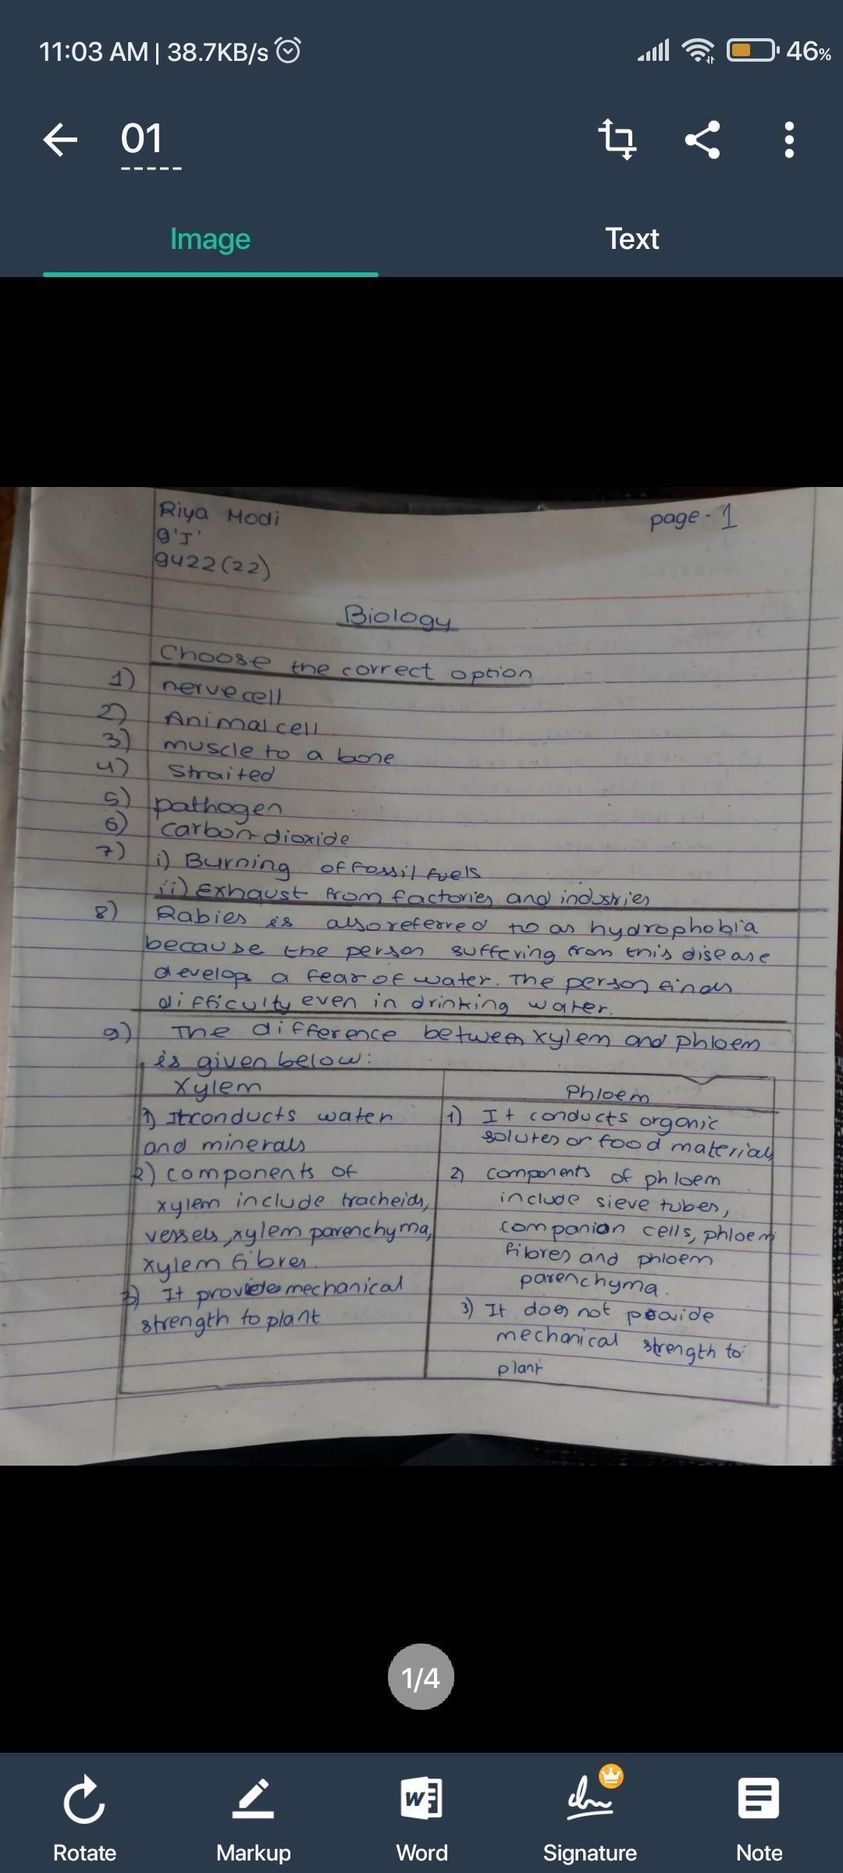 11:03 AM | 38.7KB/s
46%
01
Image
Text
Riya Modi
page-1
9'I'
9422(22)
Biology
Choose the correct option
1) nerve cell
2) Animal cell
3) muscle to a bone
4) Straited
5) pathogen
6) carbon dioxide
7) i) Burning of fossil fuels
ii) Exhaust from factories and industries
8) Rabies is also referred to as hydrophobia
because the person suffering from this disease
develops a fear of water. The person finds
difficulty even in drinking water.
9) The difference between xylem and phloem
is given below:
Xylem
Phloem
1) It conducts water
and minerals
2) components of
xylem include tracheids,
vessels, xylem parenchyma,
xylem fibres.
3) It provides mechanical
strength to plant
1) It conducts organic
solutes or food materials
2) components of phloem
include sieve tubes,
companion cells, phloem
fibres and phloem
parenchyma.
3) It does not provide
mechanical strength to
plant
1/4
Rotate
Markup
Word
Signature
Note